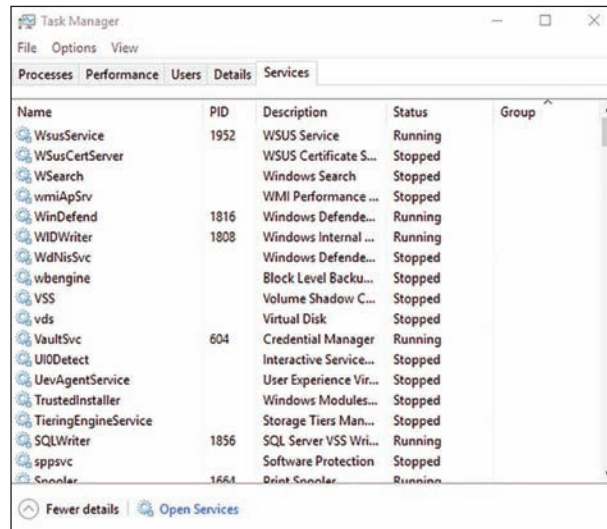 Task Manager
File Options View
Processes Performance Users Details Services
Name PID Description Status Group
WsusService 1952 WSUS Service Running
WSusCertServer WSUS Certificate S... Stopped
WSearch Windows Search Stopped
wmiApSrv WMI Performance ... Stopped
WinDefend 1816 Windows Defende... Running
WIDWriter 1808 Windows Internal ... Running
WdNisSvc Windows Defende... Stopped
wbengine Block Level Backu... Stopped
VSS Volume Shadow C... Stopped
vds Virtual Disk Stopped
VaultSvc 604 Credential Manager Running
UI0Detect Interactive Service... Stopped
UevAgentService User Experience Vir... Stopped
TrustedInstaller Windows Modules... Stopped
TieringEngineService Storage Tiers Man... Stopped
SQLWriter 1856 SQL Server VSS Wri... Running
sppsvc Software Protection Stopped
Spooler 1664 Print Spooler Running
Fewer details Open Services